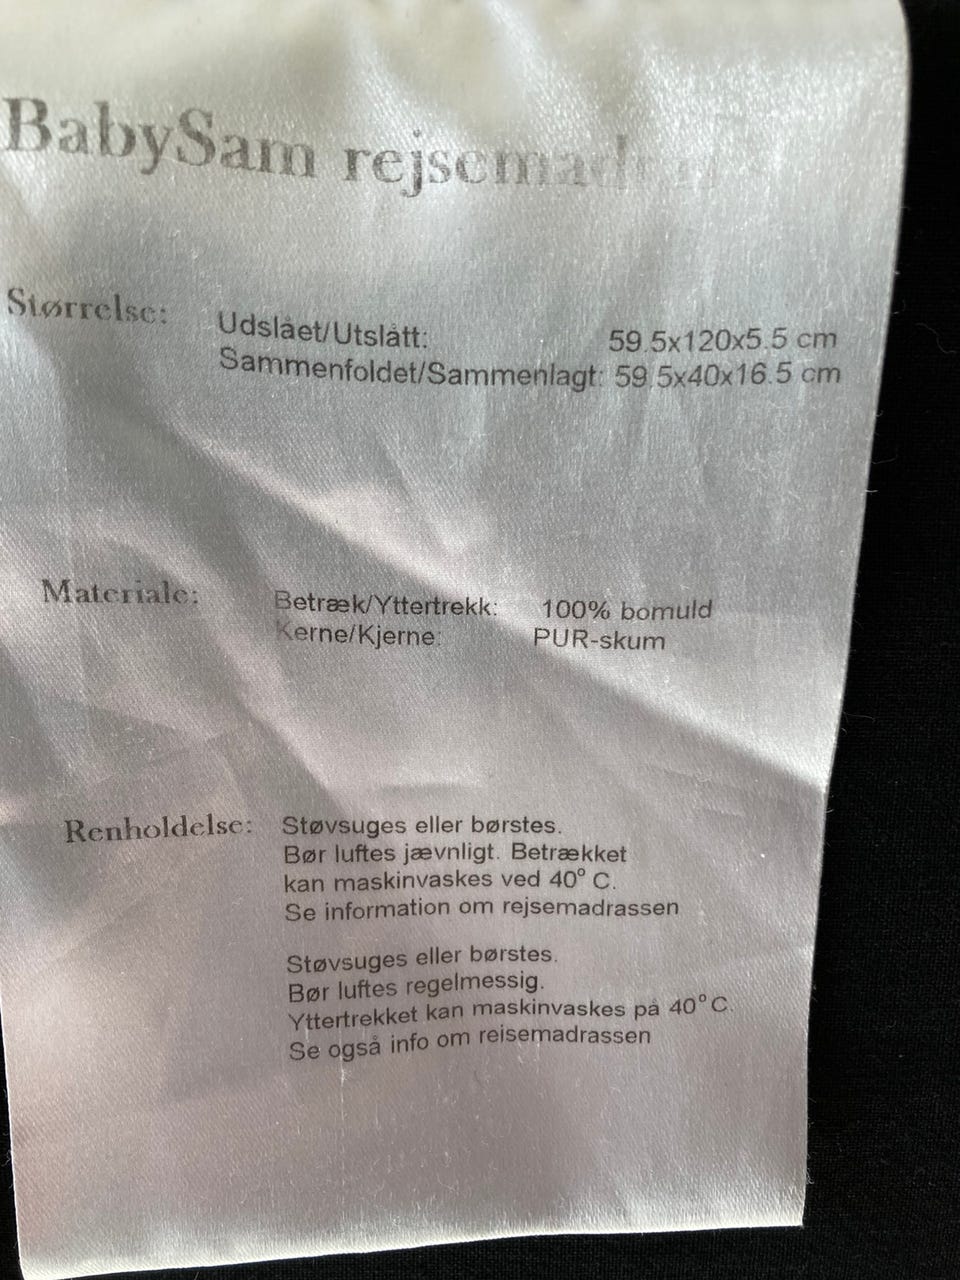 BabySam rejsemadras
Størrelse:
Udslået/Utslått: 59.5x120x5.5 cm
Sammenfoldet/Sammenlagt: 59.5x40x16.5 cm
Materiale:
Betræk/Yttertrekk: 100% bomuld
Kerne/Kjerne: PUR-skum
Renholdelse: Støvsuges eller børstes.
Bør luftes jævnligt. Betrækket
kan maskinvaskes ved 40° C.
Se information om rejsemadrassen
Støvsuges eller børstes.
Bør luftes regelmessig.
Yttertrekket kan maskinvaskes på 40° C.
Se også info om reisemadrassen